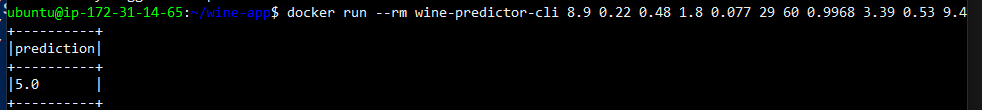 ubuntu@ip-172-31-14-65:~/wine-app$ docker run --rm wine-predictor-cli 8.9 0.22 0.48 1.8 0.077 29 60 0.9968 3.39 0.53 9.4
+----------+
|prediction|
+----------+
|5.0       |
+----------+